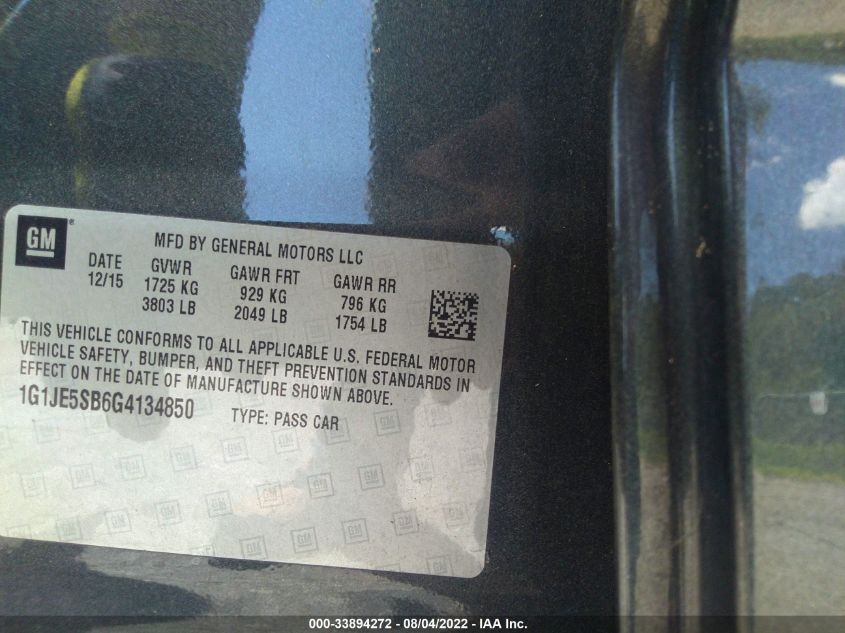 GM ®
MFD BY GENERAL MOTORS LLC
DATE GVWR GAWR FRT GAWR RR
12/15 1725 KG 929 KG 796 KG
3803 LB 2049 LB 1754 LB
THIS VEHICLE CONFORMS TO ALL APPLICABLE U.S. FEDERAL MOTOR
VEHICLE SAFETY, BUMPER, AND THEFT PREVENTION STANDARDS IN
EFFECT ON THE DATE OF MANUFACTURE SHOWN ABOVE.
1G1JE5SB6G4134850 TYPE: PASS CAR
000-33894272 - 08/04/2022 - IAA Inc.